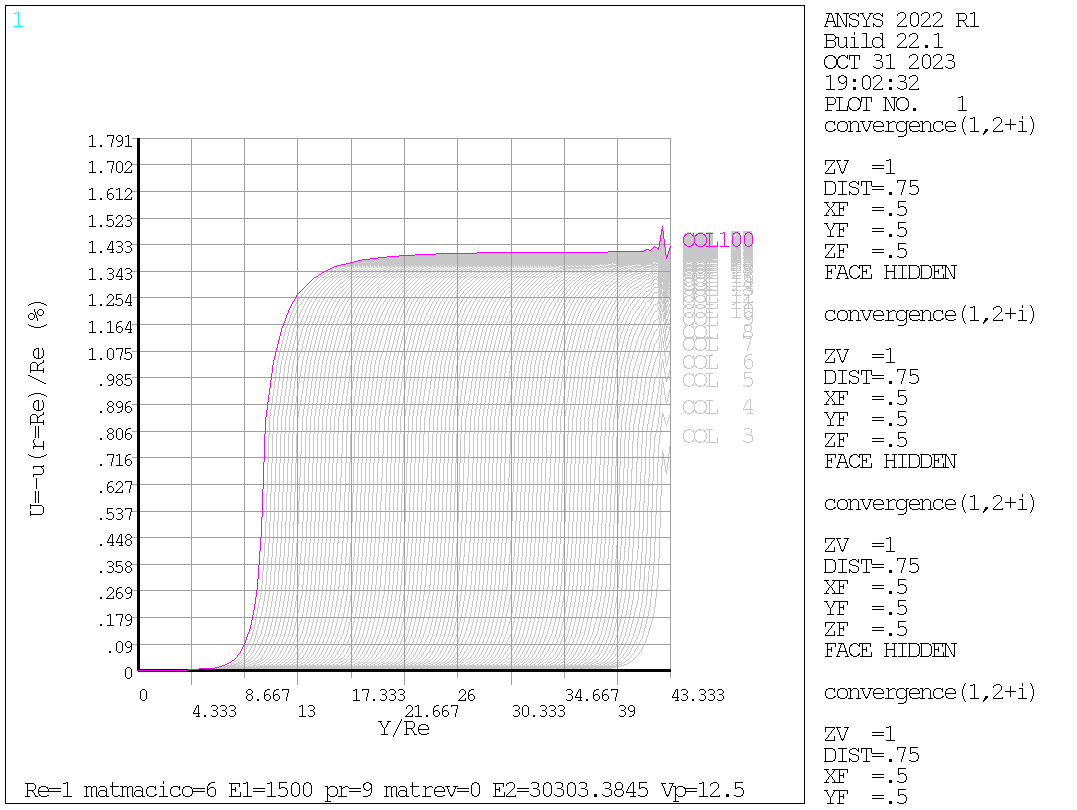 1
ANSYS 2022 R1
Build 22.1
OCT 31 2023
19:02:32
PLOT NO. 1
convergence(1,2+i)
ZV =1
DIST=.75
XF =.5
YF =.5
ZF =.5
FACE HIDDEN
convergence(1,2+i)
ZV =1
DIST=.75
XF =.5
YF =.5
ZF =.5
FACE HIDDEN
convergence(1,2+i)
ZV =1
DIST=.75
XF =.5
YF =.5
ZF =.5
FACE HIDDEN
convergence(1,2+i)
ZV =1
DIST=.75
XF =.5
YF =.5
U=-u(r=Re)/Re (%)
1.791
1.702
1.612
1.523
1.433
1.343
1.254
1.164
1.075
.985
.896
.806
.716
.627
.537
.448
.358
.269
.179
.09
0
COL100
COL 8
COL 7
COL 6
COL 5
COL 4
COL 3
0 8.667 17.333 26 34.667 43.333
4.333 13 21.667 30.333 39
Y/Re
Re=1 matmacico=6 E1=1500 pr=9 matrev=0 E2=30303.3845 Vp=12.5